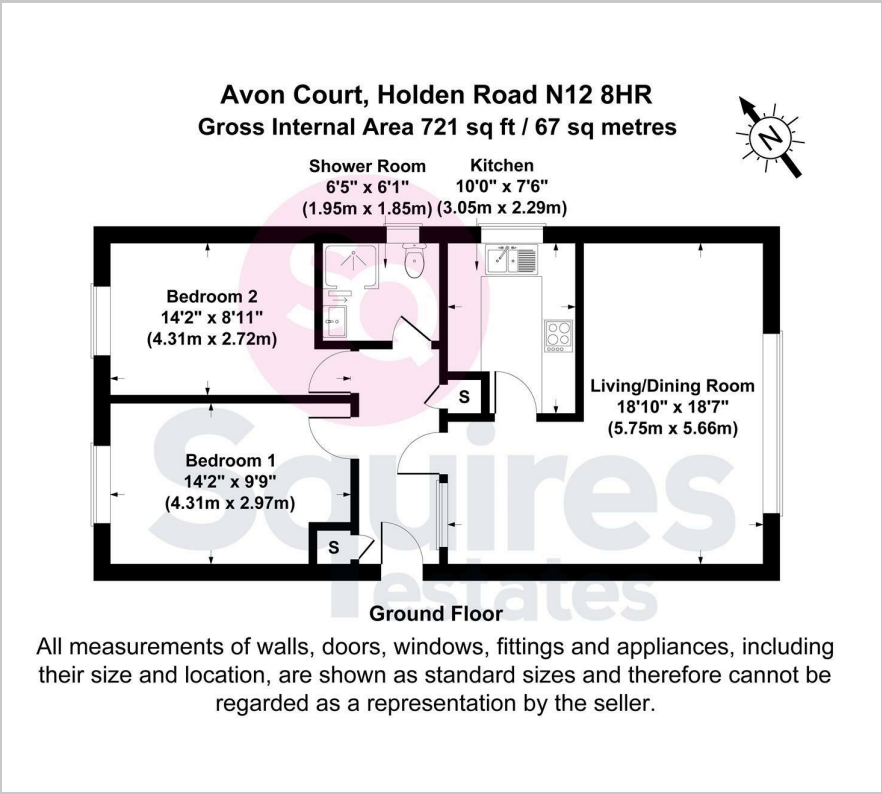 Avon Court, Holden Road N12 8HR
Gross Internal Area 721 sq ft / 67 sq metres
N
Shower Room
6'5" x 6'1"
(1.95m x 1.85m)
Kitchen
10'0" x 7'6"
(3.05m x 2.29m)
Bedroom 2
14'2" x 8'11"
(4.31m x 2.72m)
S
Living/Dining Room
18'10" x 18'7"
(5.75m x 5.66m)
Bedroom 1
14'2" x 9'9"
(4.31m x 2.97m)
S
SQ
Squires
estates
Ground Floor
All measurements of walls, doors, windows, fittings and appliances, including
their size and location, are shown as standard sizes and therefore cannot be
regarded as a representation by the seller.